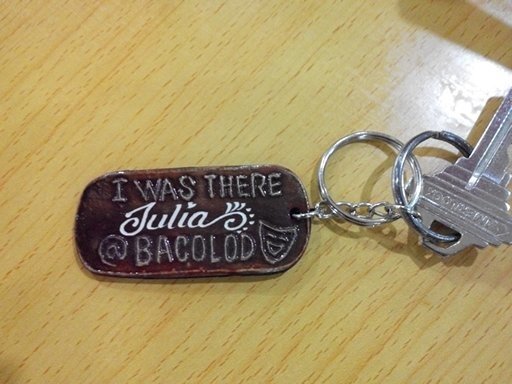 I WAS THERE
Julia
@ BACOLOD